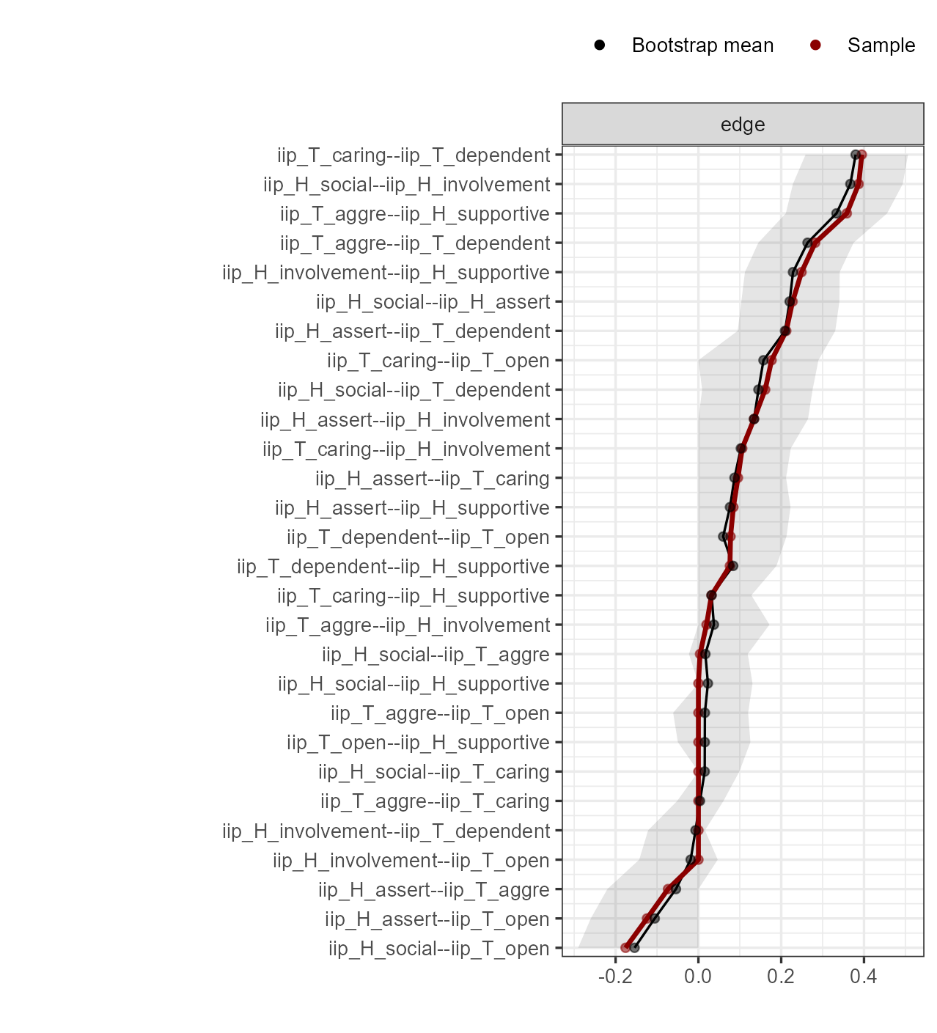 Bootstrap mean Sample
edge
iip_T_caring--iip_T_dependent
iip_H_social--iip_H_involvement
iip_T_aggre--iip_H_supportive
iip_T_aggre--iip_T_dependent
iip_H_involvement--iip_H_supportive
iip_H_social--iip_H_assert
iip_H_assert--iip_T_dependent
iip_T_caring--iip_T_open
iip_H_social--iip_T_dependent
iip_H_assert--iip_H_involvement
iip_T_caring--iip_H_involvement
iip_H_assert--iip_T_caring
iip_H_assert--iip_H_supportive
iip_T_dependent--iip_T_open
iip_T_dependent--iip_H_supportive
iip_T_caring--iip_H_supportive
iip_T_aggre--iip_H_involvement
iip_H_social--iip_T_aggre
iip_H_social--iip_H_supportive
iip_T_aggre--iip_T_open
iip_T_open--iip_H_supportive
iip_H_social--iip_T_caring
iip_T_aggre--iip_T_caring
iip_H_involvement--iip_T_dependent
iip_H_involvement--iip_T_open
iip_H_assert--iip_T_aggre
iip_H_assert--iip_T_open
iip_H_social--iip_T_open
-0.2 0.0 0.2 0.4